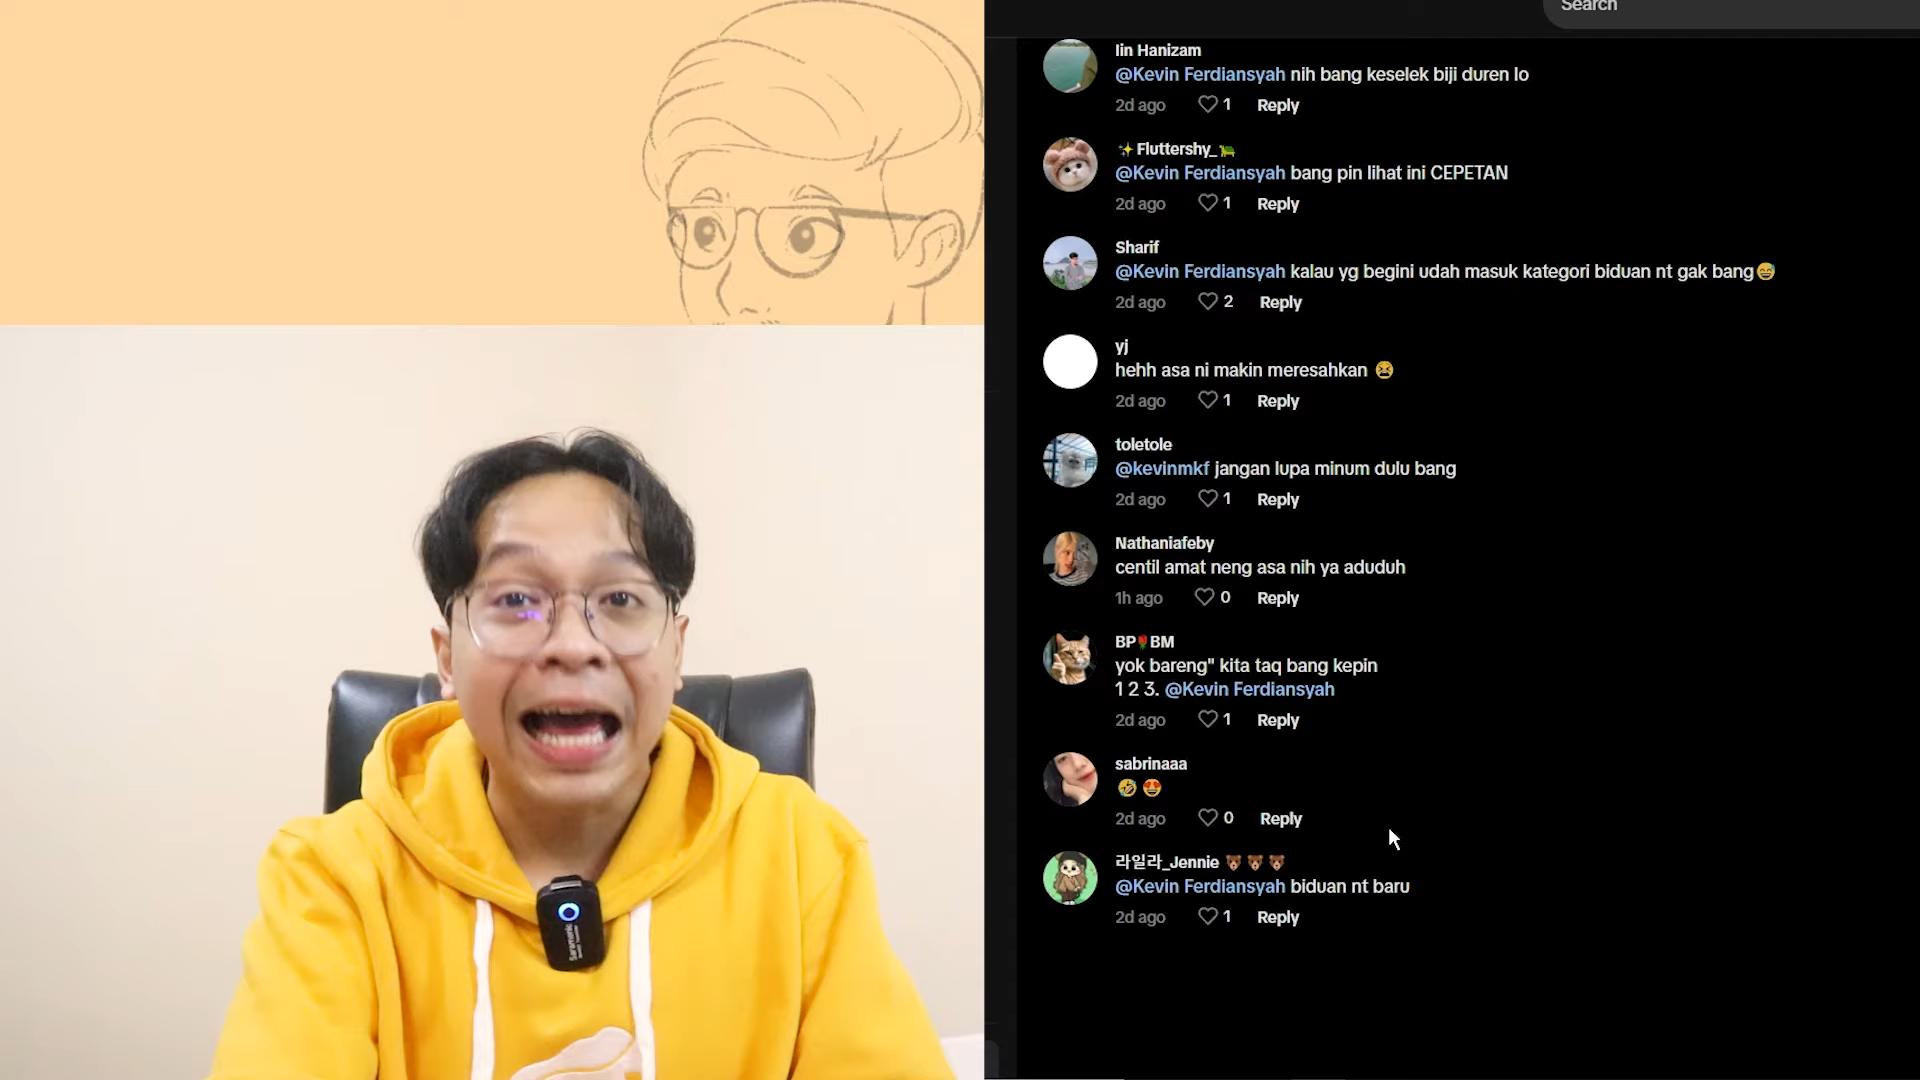 Search
Iin Hanizam
@Kevin Ferdiansyah nih bang keselek biji duren lo
2d ago 1 Reply
✨Fluttershy_🐛
@Kevin Ferdiansyah bang pin lihat ini CEPETAN
2d ago 1 Reply
Sharif
@Kevin Ferdiansyah kalau yg begini udah masuk kategori biduan nt gak bang😅
2d ago 2 Reply
yj
hehh asa ni makin meresahkan 😫
2d ago 1 Reply
toletole
@kevinmkf jangan lupa minum dulu bang
2d ago 1 Reply
Nathaniafeby
centil amat neng asa nih ya aduduh
1h ago 0 Reply
BP🌹BM
yok bareng" kita taq bang kepin
1 2 3. @Kevin Ferdiansyah
2d ago 1 Reply
sabrinaaa
🤣 😍
2d ago 0 Reply
라일라_Jennie 🐻 🐻 🐻
@Kevin Ferdiansyah biduan nt baru
2d ago 1 Reply
Saramonic